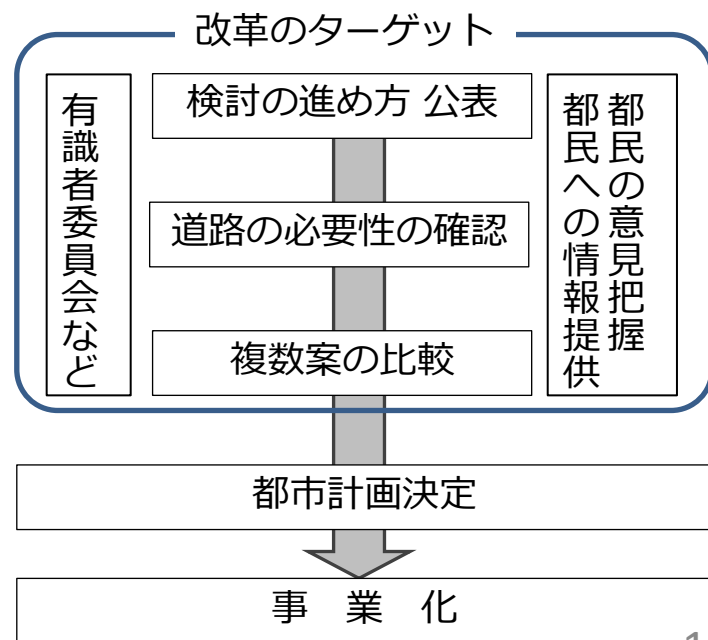 改革のターゲット
有識者委員会など
検討の進め方 公表
道路の必要性の確認
複数案の比較
都民の意見把握
都民への情報提供
都市計画決定
事 業 化
1